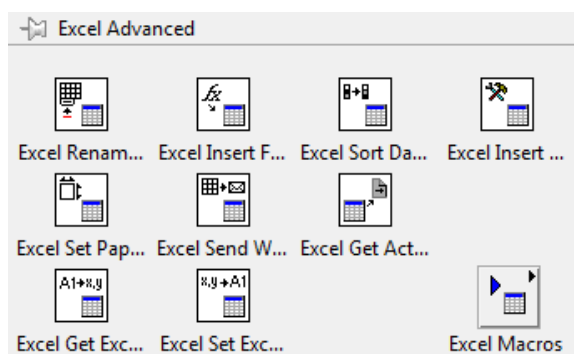 Excel Advanced
fx
Excel Renam... Excel Insert F... Excel Sort Da... Excel Insert ...
Excel Set Pap... Excel Send W... Excel Get Act...
A1→x,y x,y→A1
Excel Get Exc... Excel Set Exc... Excel Macros